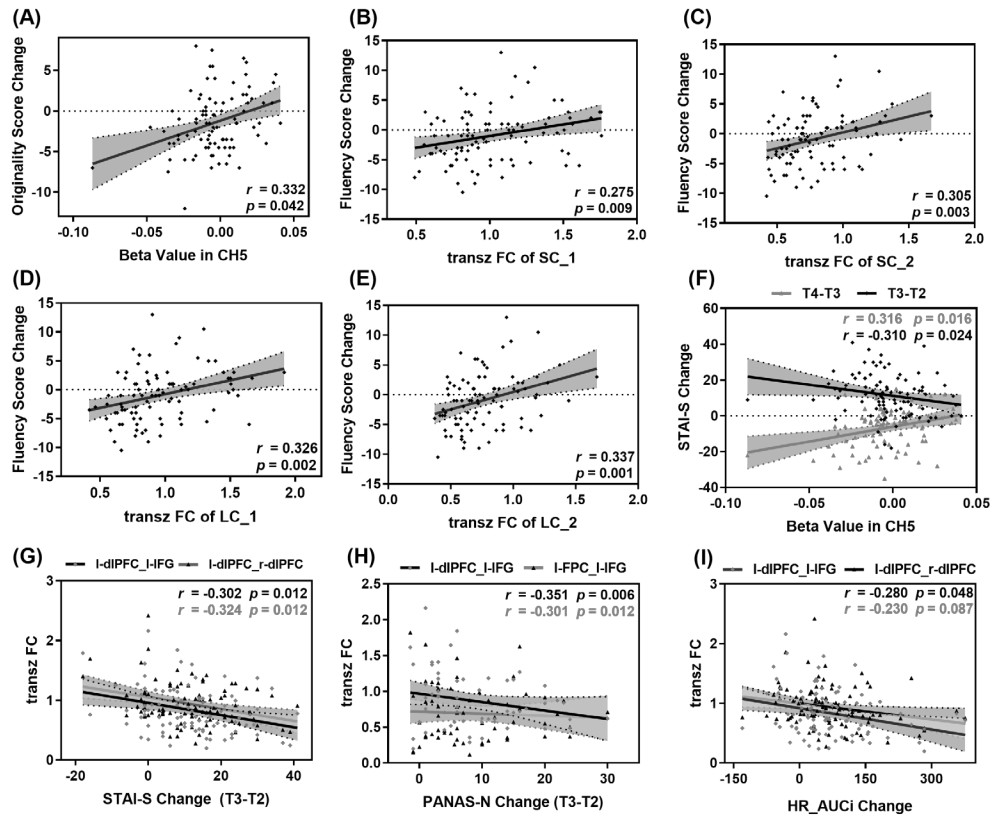 (A)
Originality Score Change
5
0
-5
-10
-0.10
-0.05
0.00
0.05
r = 0.332
p = 0.042
Beta Value in CH5
(B)
Fluency Score Change
15
10
5
0
-5
-10
-15
0.5
1.0
1.5
2.0
r = 0.275
p = 0.009
transz FC of SC_1
(C)
Fluency Score Change
15
10
5
0
-5
-10
-15
0.5
1.0
1.5
2.0
r = 0.305
p = 0.003
transz FC of SC_2
(D)
Fluency Score Change
15
10
5
0
-5
-10
-15
0.5
1.0
1.5
2.0
r = 0.326
p = 0.002
transz FC of LC_1
(E)
Fluency Score Change
15
10
5
0
-5
-10
-15
0.0
0.5
1.0
1.5
2.0
r = 0.337
p = 0.001
transz FC of LC_2
(F)
T4-T3 T3-T2
r = 0.316 p = 0.016
r = -0.310 p = 0.024
STAI-S Change
60
40
20
0
-20
-40
-0.10
-0.05
0.00
0.05
Beta Value in CH5
(G)
l-dlPFC_l-IFG l-dlPFC_r-dlPFC
r = -0.302 p = 0.012
r = -0.324 p = 0.012
transz FC
3
2
1
0
-20
0
20
40
STAI-S Change (T3-T2)
(H)
l-dlPFC_l-IFG l-FPC_l-IFG
r = -0.351 p = 0.006
r = -0.301 p = 0.012
transz FC
2.5
2.0
1.5
1.0
0.5
0.0
0
10
20
30
PANAS-N Change (T3-T2)
(I)
l-dlPFC_l-IFG l-dlPFC_r-dlPFC
r = -0.280 p = 0.048
r = -0.230 p = 0.087
transz FC
3
2
1
0
-150
0
150
300
HR_AUCi Change